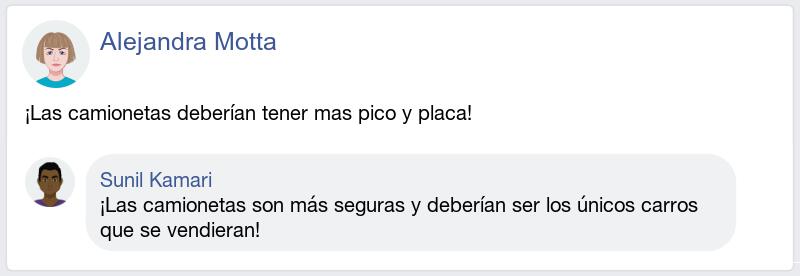 Alejandra Motta
¡Las camionetas deberían tener mas pico y placa!
Sunil Kamari
¡Las camionetas son más seguras y deberían ser los únicos carros
que se vendieran!